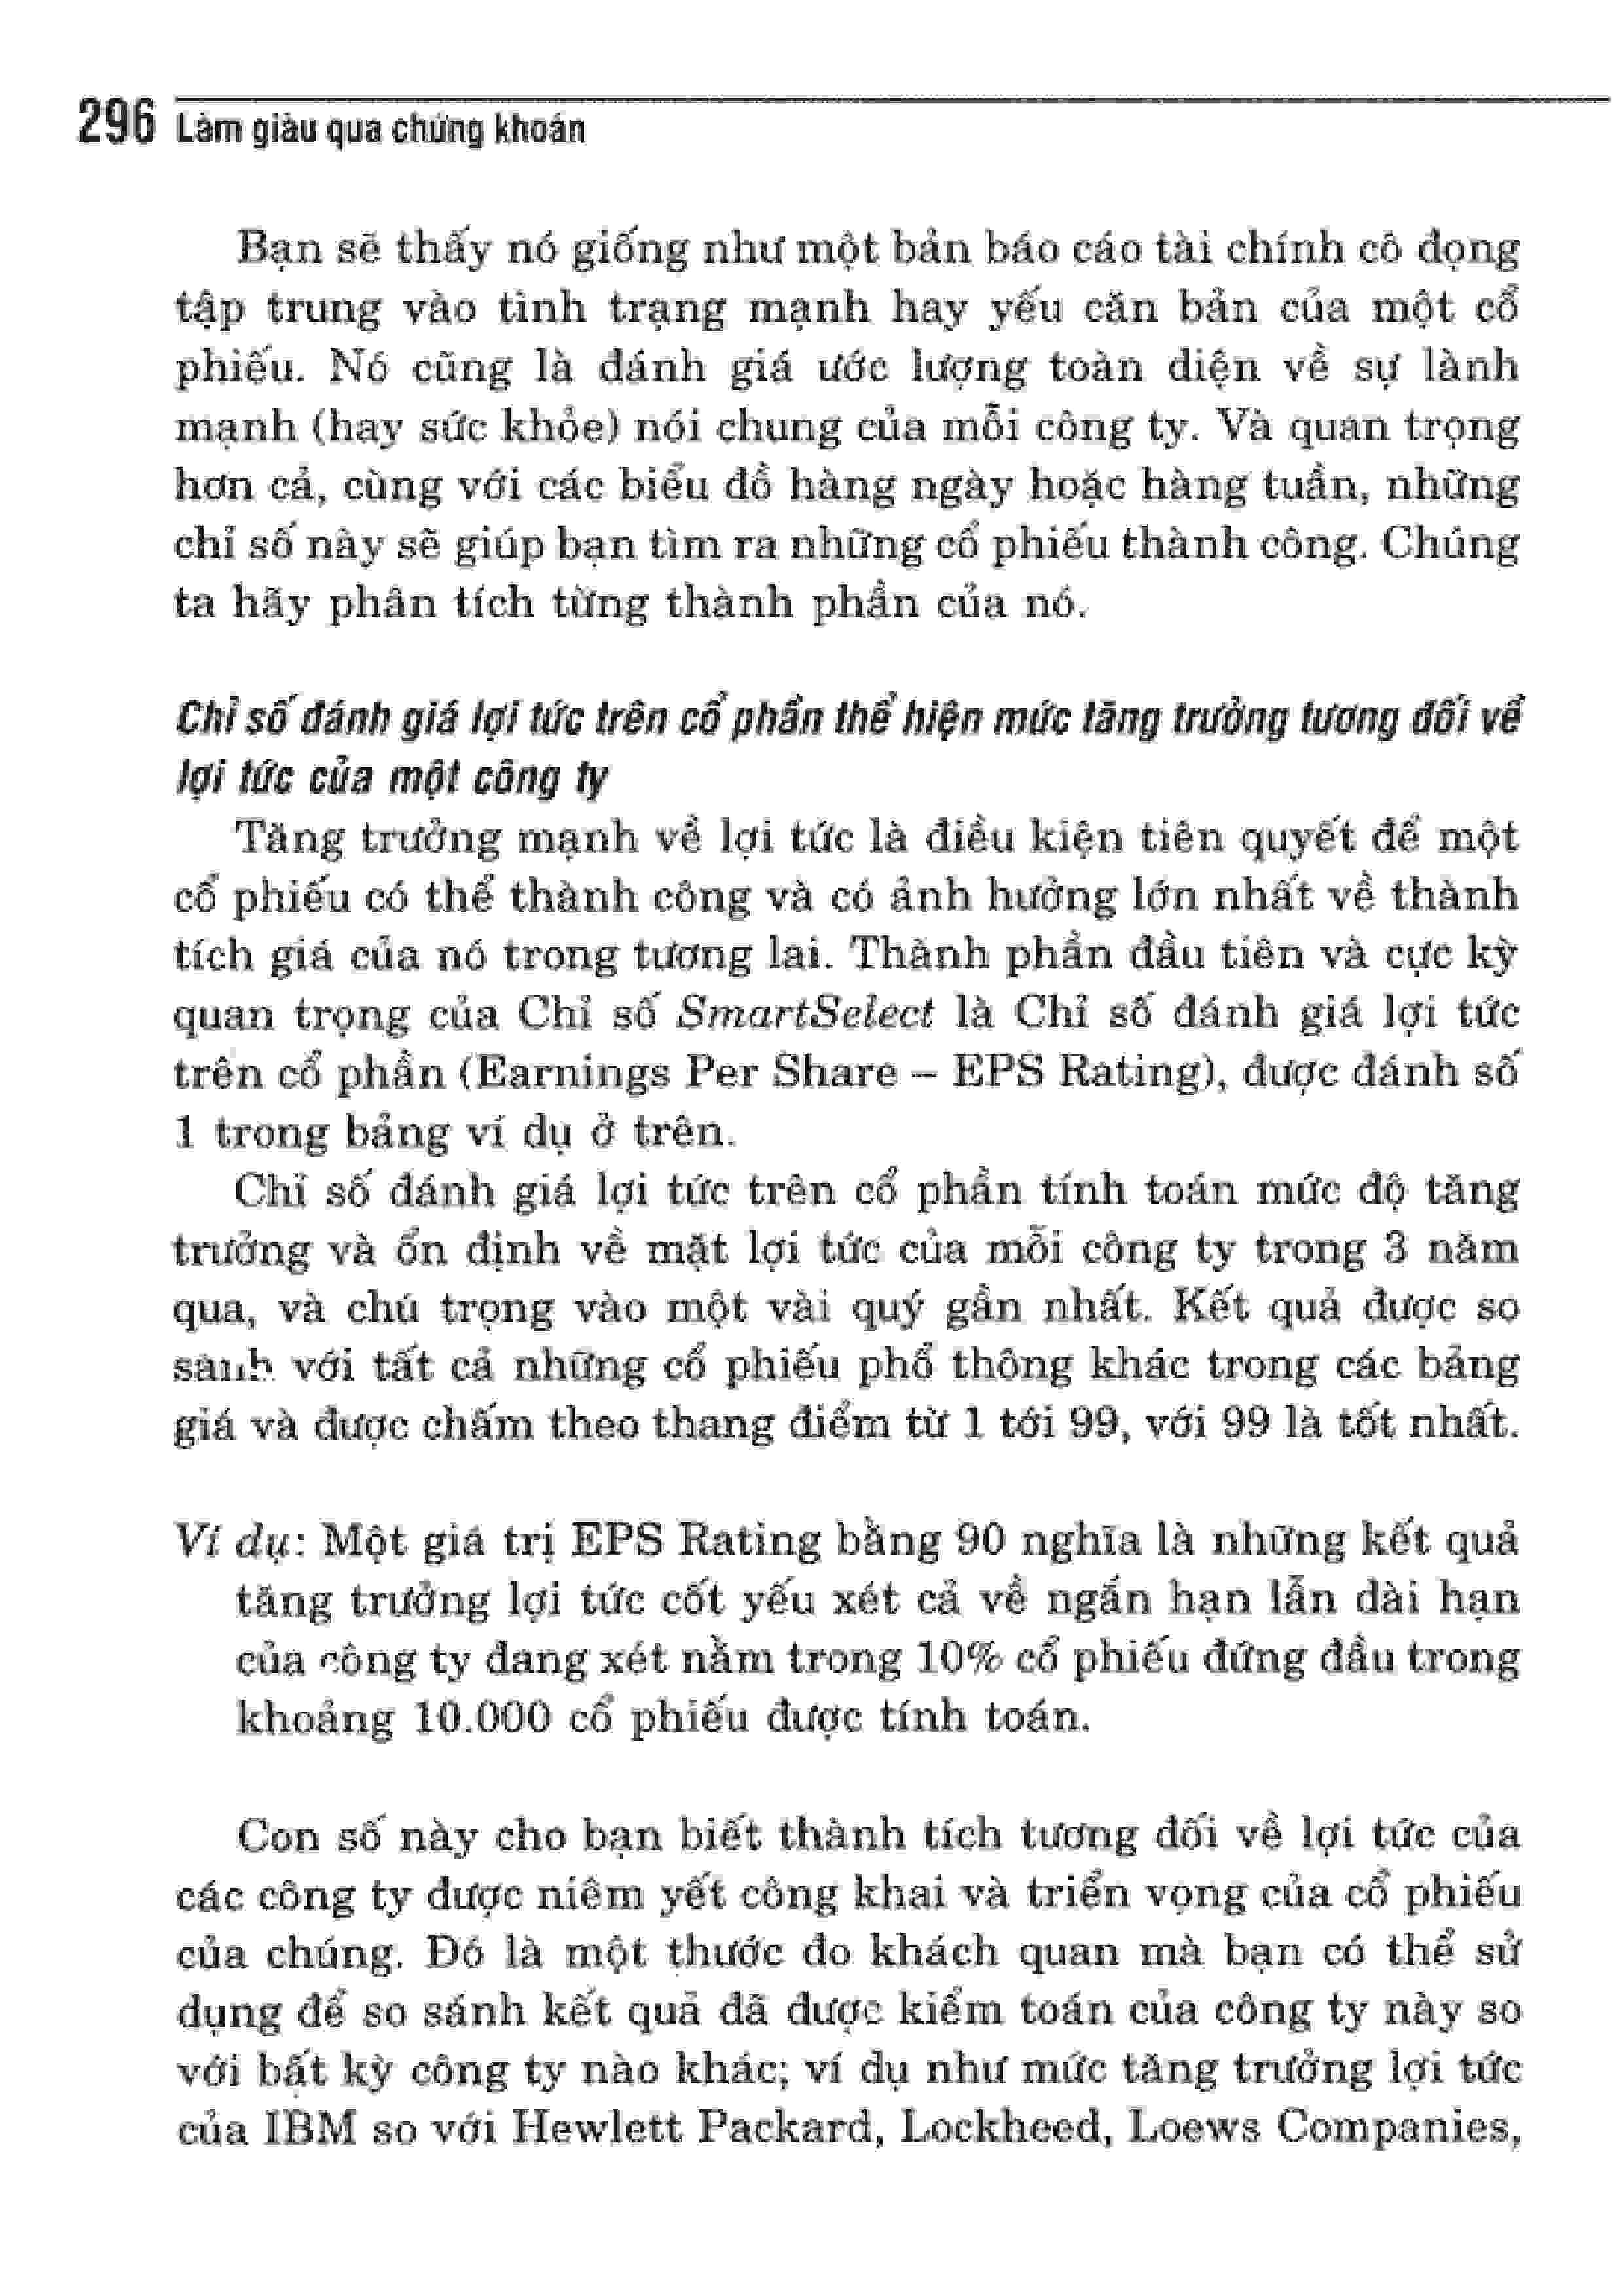 296 Làm giàu qua chứng khoán
Bạn sẽ thấy nó giống như một bản báo cáo tài chính cô đọng
tập trung vào tình trạng mạnh hay yếu căn bản của một cổ
phiếu. Nó cũng là đánh giá ước lượng toàn diện về sự lành
mạnh (hay sức khỏe) nói chung của mỗi công ty. Và quan trọng
hơn cả, cùng với các biểu đồ hàng ngày hoặc hàng tuần, những
chỉ số này sẽ giúp bạn tìm ra những cổ phiếu thành công. Chúng
ta hãy phân tích từng thành phần của nó.
Chỉ số đánh giá lợi tức trên cổ phần thể hiện mức tăng trưởng tương đối về
lợi tức của một công ty
Tăng trưởng mạnh về lợi tức là điều kiện tiên quyết để một
cổ phiếu có thể thành công và có ảnh hưởng lớn nhất về thành
tích giá của nó trong tương lai. Thành phần đầu tiên và cực kỳ
quan trọng của Chỉ số SmartSelect là Chỉ số đánh giá lợi tức
trên cổ phần (Earnings Per Share – EPS Rating), được đánh số
1 trong bảng ví dụ ở trên.
Chỉ số đánh giá lợi tức trên cổ phần tính toán mức độ tăng
trưởng và ổn định về mặt lợi tức của mỗi công ty trong 3 năm
qua, và chú trọng vào một vài quý gần nhất. Kết quả được so
sánh với tất cả những cổ phiếu phổ thông khác trong các bảng
giá và được chấm theo thang điểm từ 1 tới 99, với 99 là tốt nhất.
Ví dụ: Một giá trị EPS Rating bằng 90 nghĩa là những kết quả
tăng trưởng lợi tức cốt yếu xét cả về ngắn hạn lẫn dài hạn
của công ty đang xét nằm trong 10% cổ phiếu đứng đầu trong
khoảng 10.000 cổ phiếu được tính toán.
Con số này cho bạn biết thành tích tương đối về lợi tức của
các công ty được niêm yết công khai và triển vọng của cổ phiếu
của chúng. Đó là một thước đo khách quan mà bạn có thể sử
dụng để so sánh kết quả đã được kiểm toán của công ty này so
với bất kỳ công ty nào khác; ví dụ như mức tăng trưởng lợi tức
của IBM so với Hewlett Packard, Lockheed, Loews Companies,